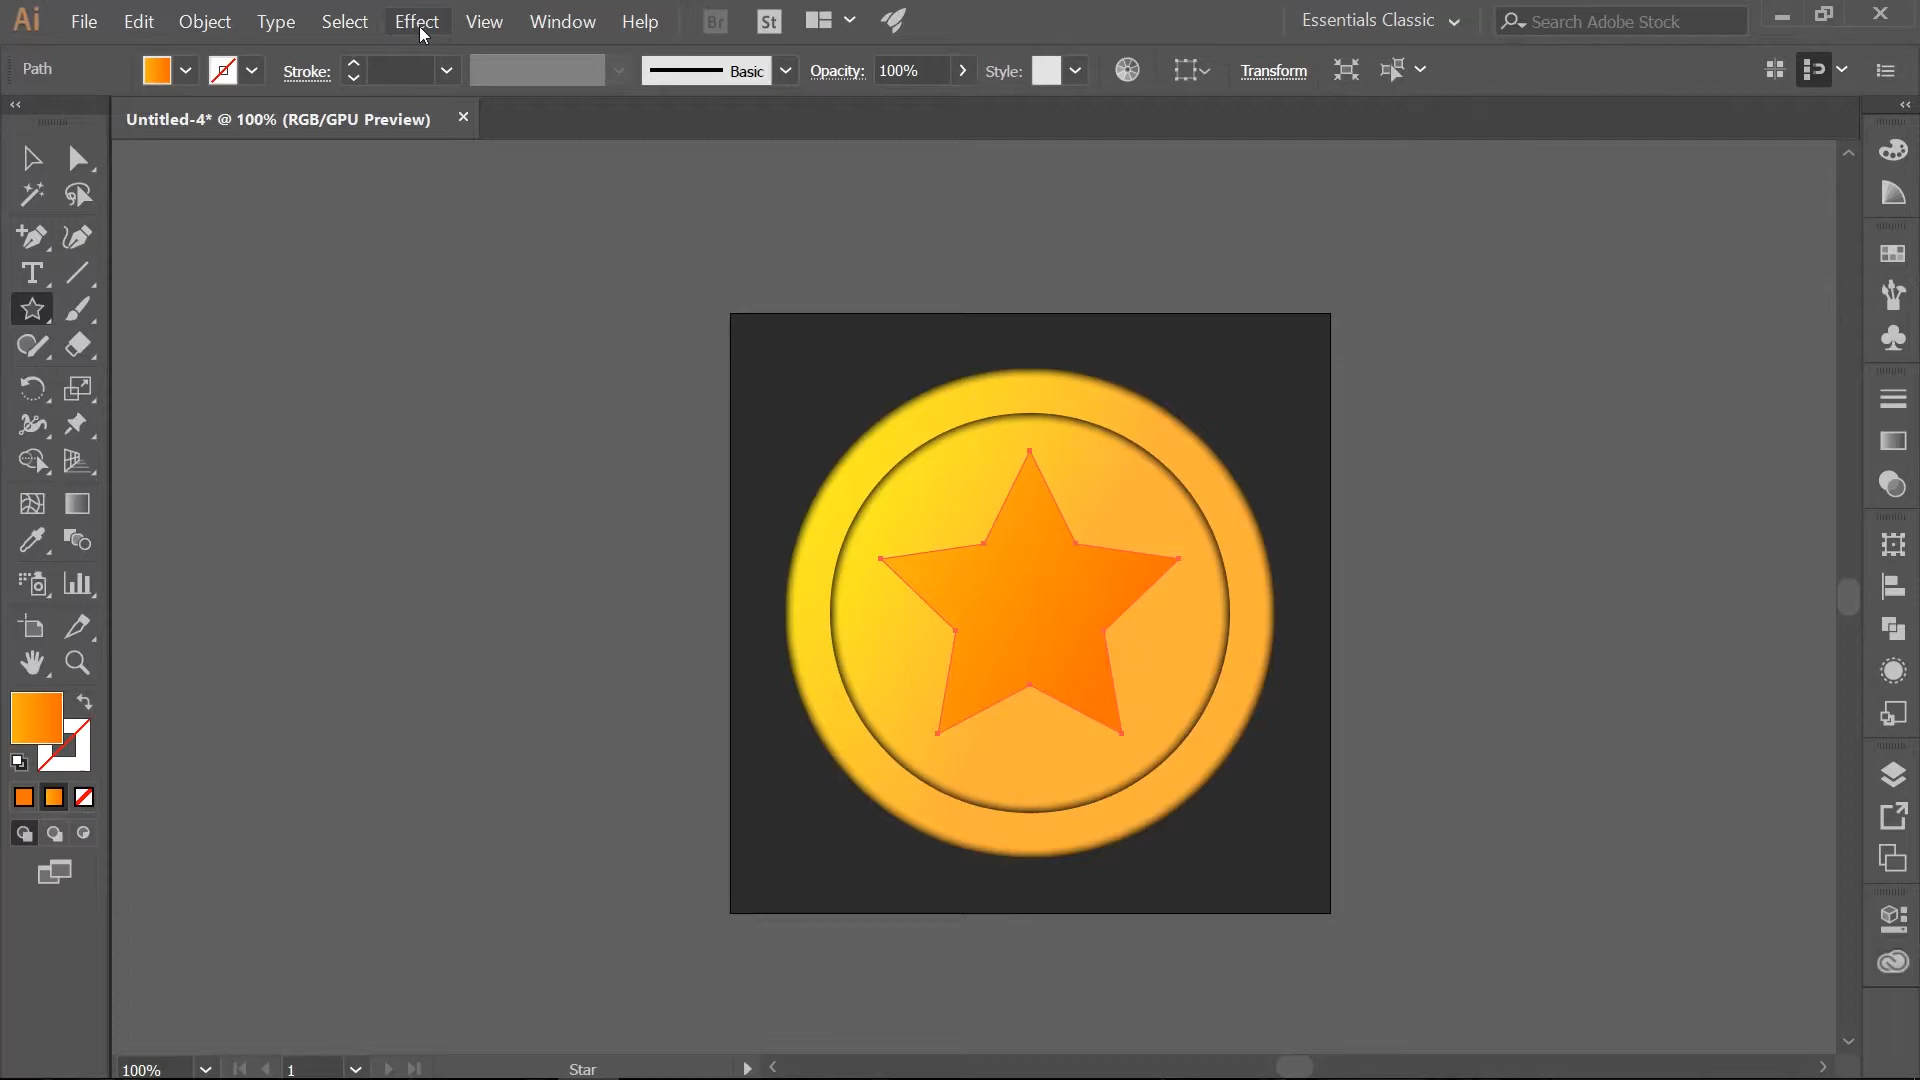 Ai File Edit Object Type Select Effect View Window Help Br St Essentials Classic Search Adobe Stock
Path Stroke: Basic Opacity: 100% Style: Transform
Untitled-4* @ 100% (RGB/GPU Preview)
100% 1 Star